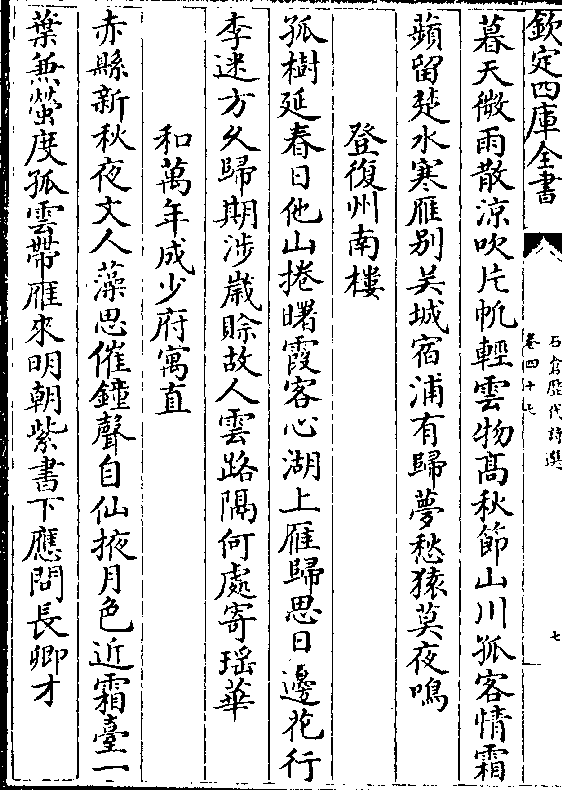 欽定四庫全書
石倉歷代詩選
卷四十七
七
暮天微雨散涼吹片帆輕雲物髙秋節山川孤客情霜
蘋留楚水寒雁别吴城宿浦有歸夢愁猿莫夜鳴
登復州南樓
孤樹延春日他山捲曙霞客心湖上雁歸思日邊花行
李迷方乆歸期涉嵗賖故人雲路隔何處寄瑶華
和萬年成少府寓直
赤縣新秋夜文人藻思催鐘聲自仙掖月色近霜臺一
葉兼螢度孤雲帶雁來明朝紫書下應問長卿才